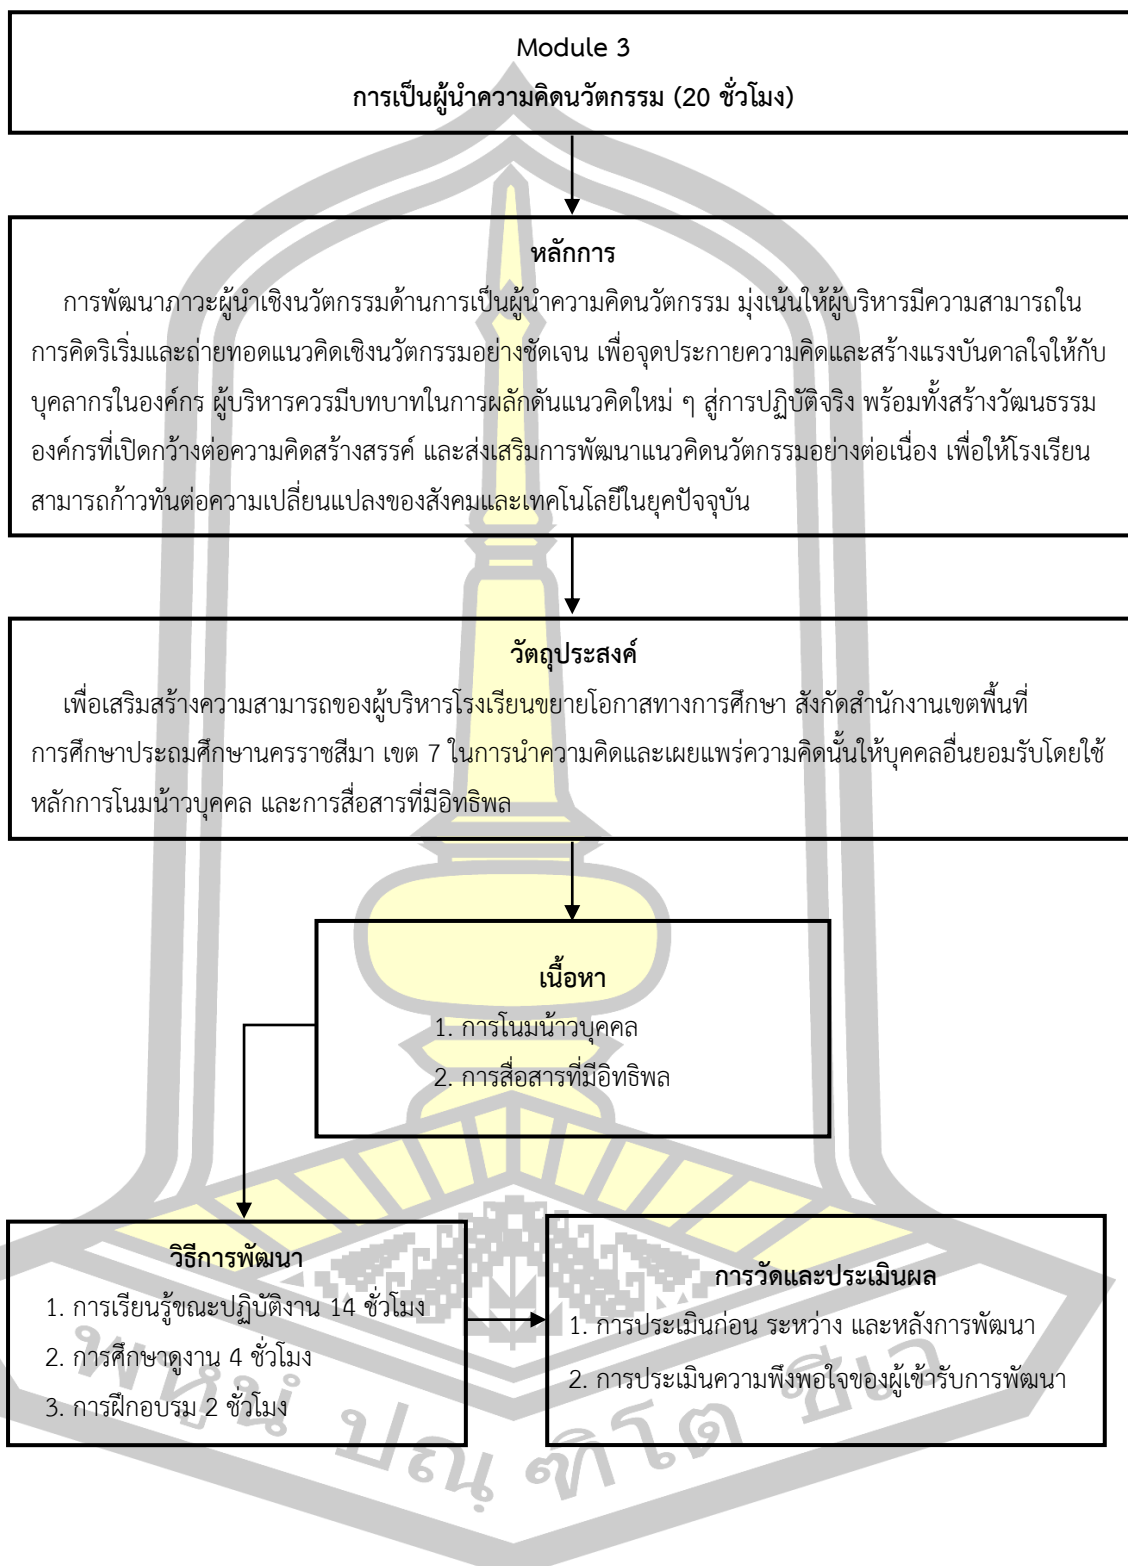 Module 3
การเป็นผู้นำความคิดนวัตกรรม (20 ชั่วโมง)
หลักการ
การพัฒนาภาวะผู้นำเชิงนวัตกรรมด้านการเป็นผู้นำความคิดนวัตกรรม มุ่งเน้นให้ผู้บริหารมีความสามารถใน
การคิดริเริ่มและถ่ายทอดแนวคิดเชิงนวัตกรรมอย่างชัดเจน เพื่อจุดประกายความคิดและสร้างแรงบันดาลใจให้กับ
บุคลากรในองค์กร ผู้บริหารควรมีบทบาทในการผลักดันแนวคิดใหม่ ๆ สู่การปฏิบัติจริง พร้อมทั้งสร้างวัฒนธรรม
องค์กรที่เปิดกว้างต่อความคิดสร้างสรรค์ และส่งเสริมการพัฒนาแนวคิดนวัตกรรมอย่างต่อเนื่อง เพื่อให้โรงเรียน
สามารถก้าวทันต่อความเปลี่ยนแปลงของสังคมและเทคโนโลยีในยุคปัจจุบัน
วัตถุประสงค์
เพื่อเสริมสร้างความสามารถของผู้บริหารโรงเรียนขยายโอกาสทางการศึกษา สังกัดสำนักงานเขตพื้นที่
การศึกษาประถมศึกษานครราชสีมา เขต 7 ในการนำความคิดและเผยแพร่ความคิดนั้นให้บุคคลอื่นยอมรับโดยใช้
หลักการโนมน้าวบุคคล และการสื่อสารที่มีอิทธิพล
เนื้อหา
1. การโนมน้าวบุคคล
2. การสื่อสารที่มีอิทธิพล
วิธีการพัฒนา
1. การเรียนรู้ขณะปฏิบัติงาน 14 ชั่วโมง
2. การศึกษาดูงาน 4 ชั่วโมง
3. การฝึกอบรม 2 ชั่วโมง
การวัดและประเมินผล
1. การประเมินก่อน ระหว่าง และหลังการพัฒนา
2. การประเมินความพึงพอใจของผู้เข้ารับการพัฒนา
พหุนํ ปณฺฑิโต ชีเว